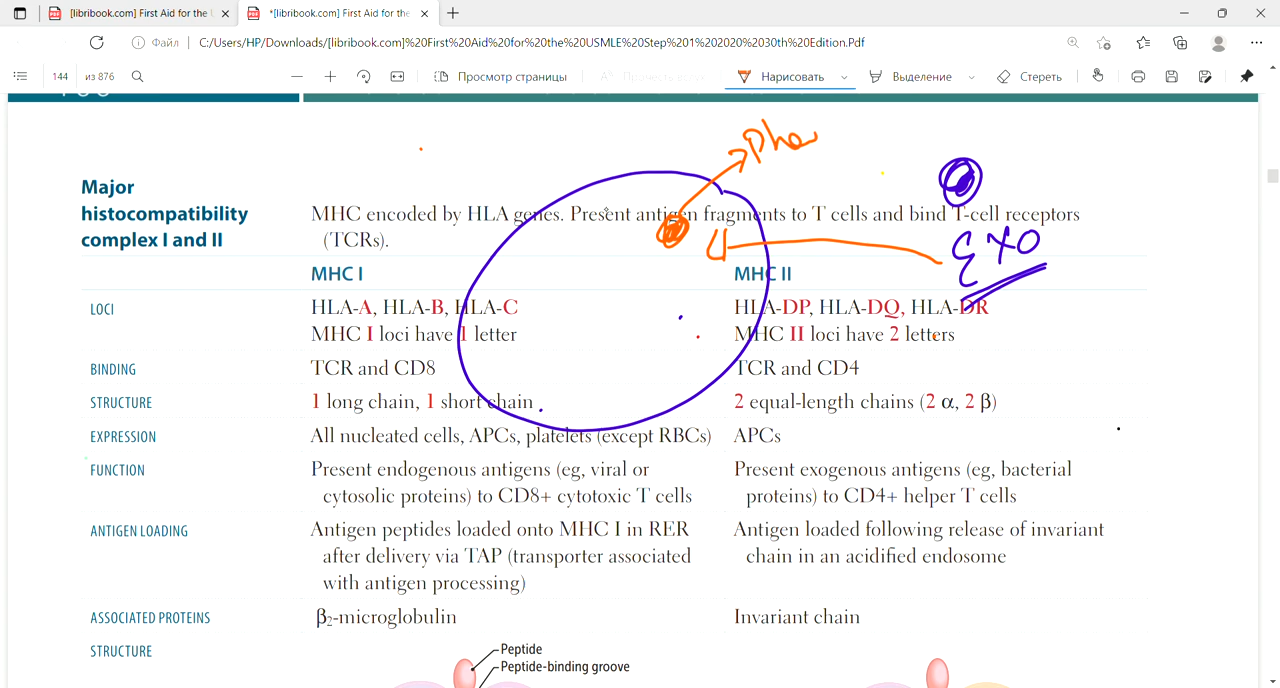 [libribook.com] First Aid for the U
*[libribook.com] First Aid for the
Файл
C:/Users/HP/Downloads/[libribook.com]%20First%20Aid%20for%20the%20USMLE%20Step%201%202020%2030th%20Edition.Pdf
144 из 876
Просмотр страницы
Нарисовать
Выделение
Стереть
Pha
EXO
Major
histocompatibility
complex I and II
MHC encoded by HLA genes. Present antigen fragments to T cells and bind T-cell receptors
(TCRs).
MHC I MHC II
LOCI HLA-A, HLA-B, HLA-C HLA-DP, HLA-DQ, HLA-DR
MHC I loci have 1 letter MHC II loci have 2 letters
BINDING TCR and CD8 TCR and CD4
STRUCTURE 1 long chain, 1 short chain 2 equal-length chains (2 α, 2 β)
EXPRESSION All nucleated cells, APCs, platelets (except RBCs) APCs
FUNCTION Present endogenous antigens (eg, viral or Present exogenous antigens (eg, bacterial
cytosolic proteins) to CD8+ cytotoxic T cells proteins) to CD4+ helper T cells
ANTIGEN LOADING Antigen peptides loaded onto MHC I in RER Antigen loaded following release of invariant
after delivery via TAP (transporter associated chain in an acidified endosome
with antigen processing)
ASSOCIATED PROTEINS β2-microglobulin Invariant chain
STRUCTURE
Peptide
Peptide-binding groove